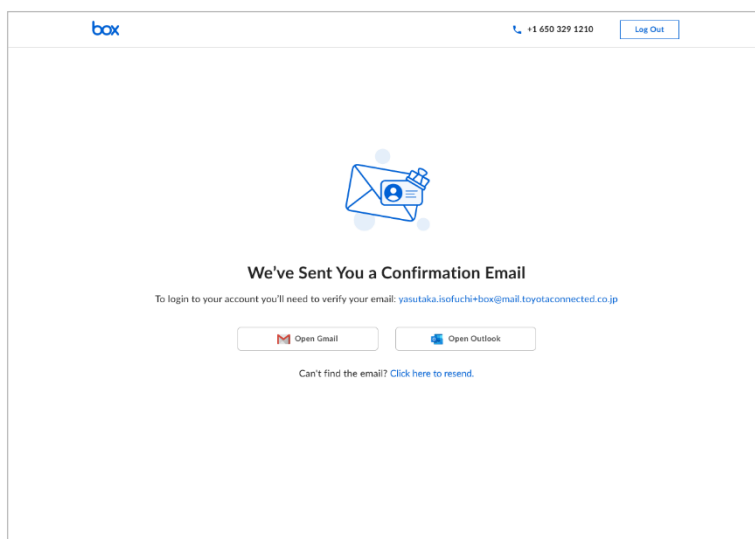 box
+1 650 329 1210
Log Out
We've Sent You a Confirmation Email
To login to your account you'll need to verify your email: yasutaka.isofuchi+box@mail.toyotaconnected.co.jp
Open Gmail
Open Outlook
Can't find the email? Click here to resend.